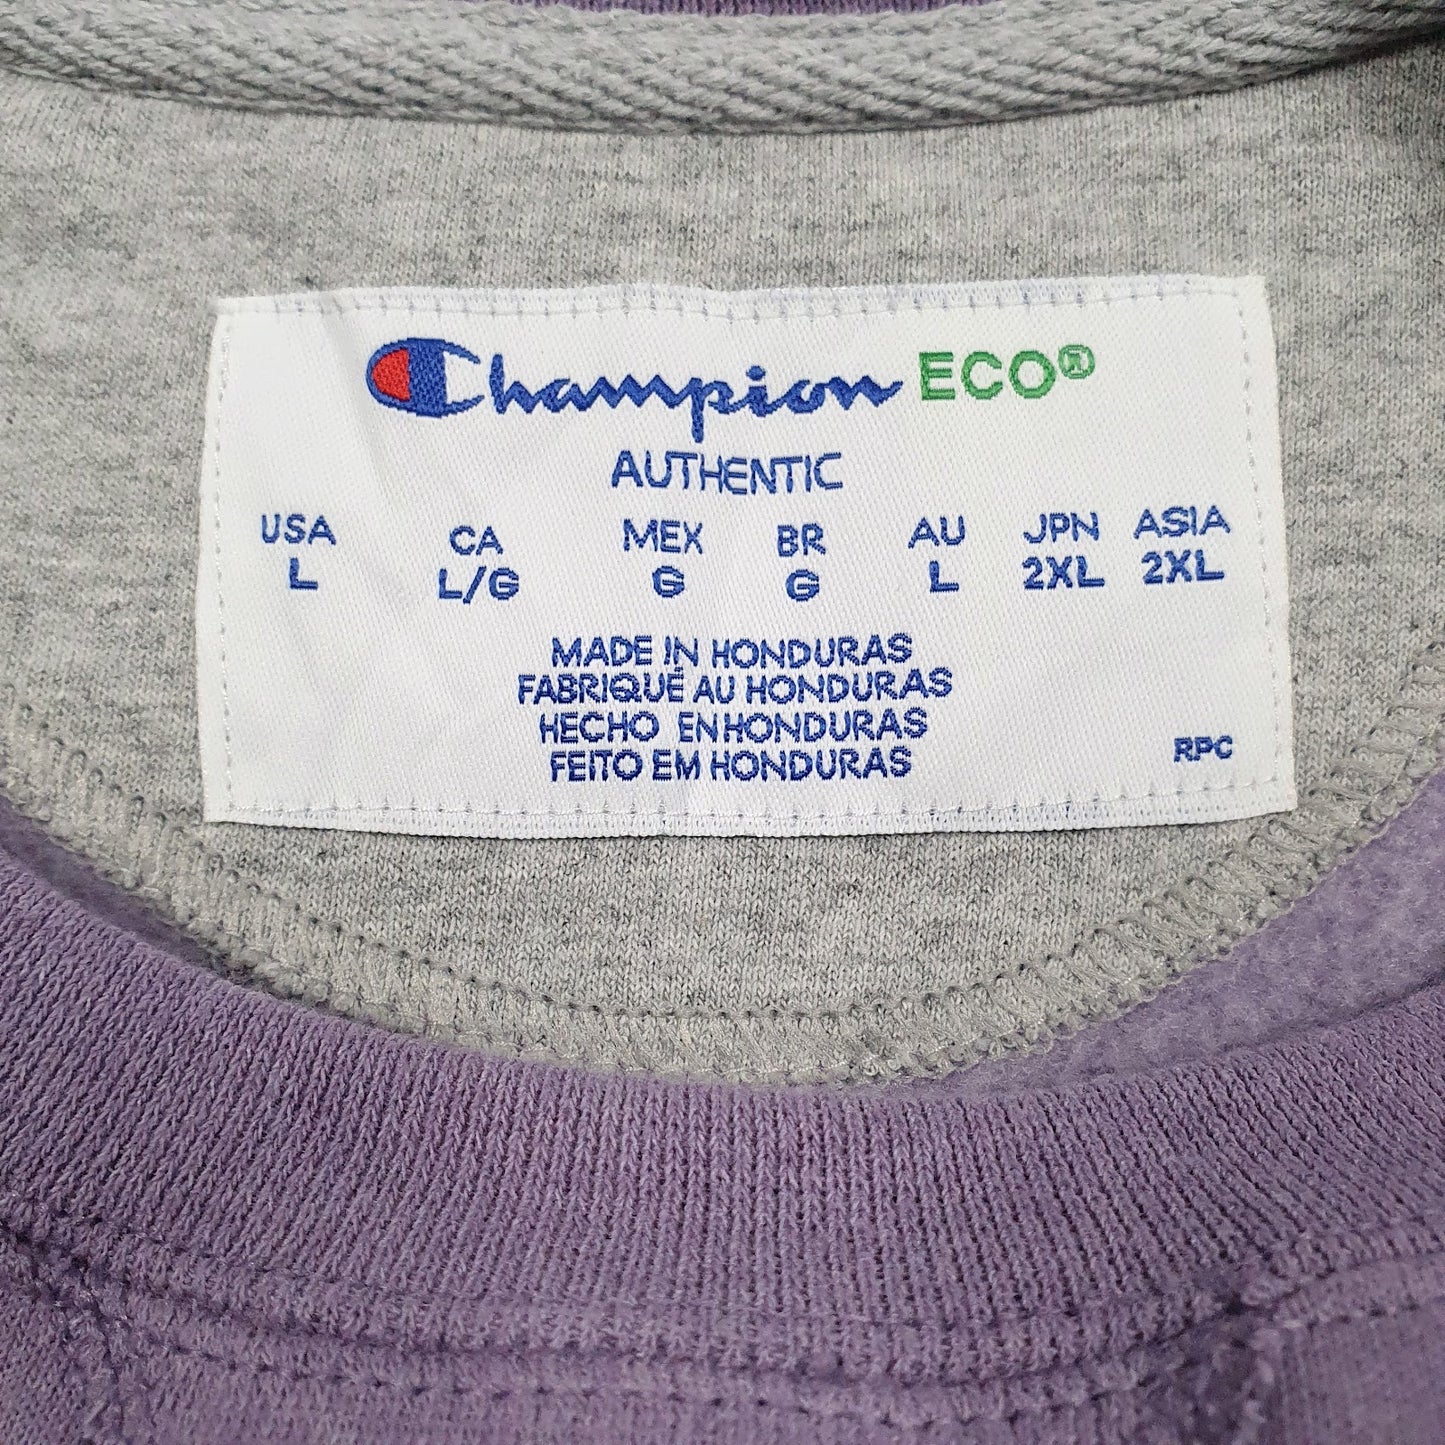 Champion ECO®
AUTHENTIC
USA CA MEX BR AU JPN ASIA
L L/G G G L 2XL 2XL
MADE IN HONDURAS
FABRIQUÉ AU HONDURAS
HECHO EN HONDURAS
FEITO EM HONDURAS
RPC